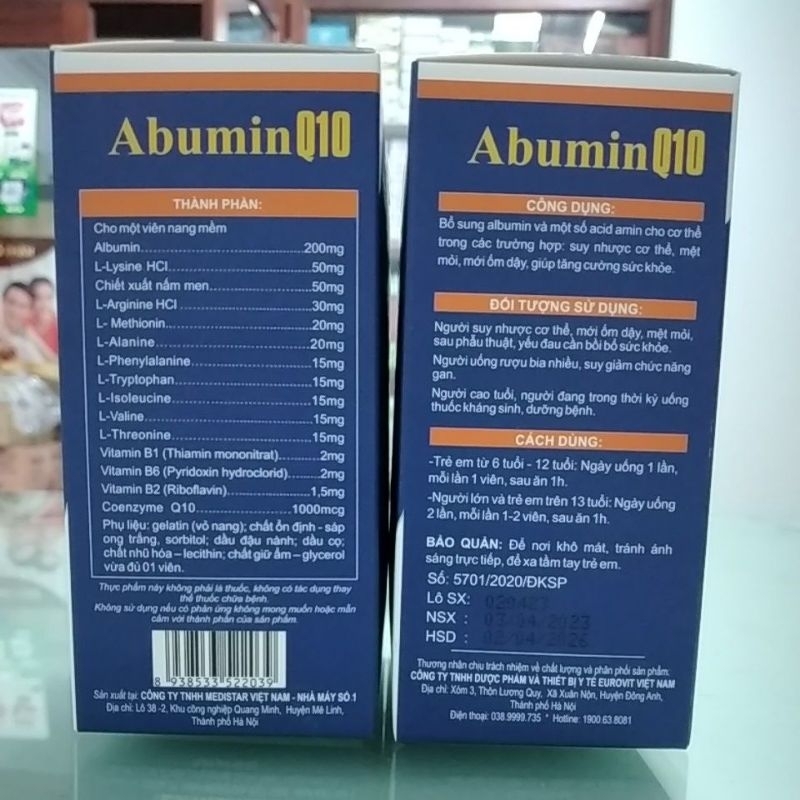 AbuminQ10
THÀNH PHẦN:
Cho một viên nang mềm
Albumin....................................200mg
L-Lysine HCl..............................50mg
Chiết xuất nấm men....................50mg
L-Arginine HCl............................30mg
L- Methionin...............................20mg
L-Alanine...................................20mg
L-Phenylalanine..........................15mg
L-Tryptophan..............................15mg
L-Isoleucine................................15mg
L-Valine......................................15mg
L-Threonine................................15mg
Vitamin B1 (Thiamin mononitrat)..........2mg
Vitamin B6 (Pyridoxin hydroclorid)........2mg
Vitamin B2 (Riboflavin)....................1,5mg
Coenzyme Q10..........................1000mcg
Phụ liệu: gelatin (vỏ nang); chất ổn định - sáp
ong trắng, sorbitol; dầu đậu nành; dầu cọ;
chất nhũ hóa – lecithin; chất giữ ẩm – glycerol
vừa đủ 01 viên.
Thực phẩm này không phải là thuốc, không có tác dụng thay
thế thuốc chữa bệnh.
Không sử dụng nếu có phản ứng không mong muốn hoặc mẫn
cảm với thành phần của sản phẩm.
8 938533 522039
Sản xuất tại: CÔNG TY TNHH MEDISTAR VIỆT NAM - NHÀ MÁY SỐ 1
Địa chỉ: Lô 38 -2, Khu công nghiệp Quang Minh, Huyện Mê Linh,
Thành phố Hà Nội
AbuminQ10
CÔNG DỤNG:
Bổ sung albumin và một số acid amin cho cơ thể
trong các trường hợp: suy nhược cơ thể, mệt
mỏi, mới ốm dậy, giúp tăng cường sức khỏe.
ĐỐI TƯỢNG SỬ DỤNG:
Người suy nhược cơ thể, mới ốm dậy, mệt mỏi,
sau phẫu thuật, yếu đau cần bồi bổ sức khỏe.
Người uống rượu bia nhiều, suy giảm chức năng
gan.
Người cao tuổi, người đang trong thời kỳ uống
thuốc kháng sinh, dưỡng bệnh.
CÁCH DÙNG:
-Trẻ em từ 6 tuổi - 12 tuổi: Ngày uống 1 lần,
mỗi lần 1 viên, sau ăn 1h.
-Người lớn và trẻ em trên 13 tuổi: Ngày uống
2 lần, mỗi lần 1-2 viên, sau ăn 1h.
BẢO QUẢN: Để nơi khô mát, tránh ánh
sáng trực tiếp, để xa tầm tay trẻ em.
Số: 5701/2020/ĐKSP
Lô SX: 020423
NSX : 03/04/2023
HSD : 02/04/2026
Thương nhân chịu trách nhiệm về chất lượng và phân phối sản phẩm:
CÔNG TY TNHH DƯỢC PHẨM VÀ THIẾT BỊ Y TẾ EUROVIT VIỆT NAM
Địa chỉ: Xóm 3, Thôn Lương Quy, Xã Xuân Nộn, Huyện Đông Anh,
Thành phố Hà Nội
Điện thoại: 038.9999.735 * Hotline: 1900.63.8081